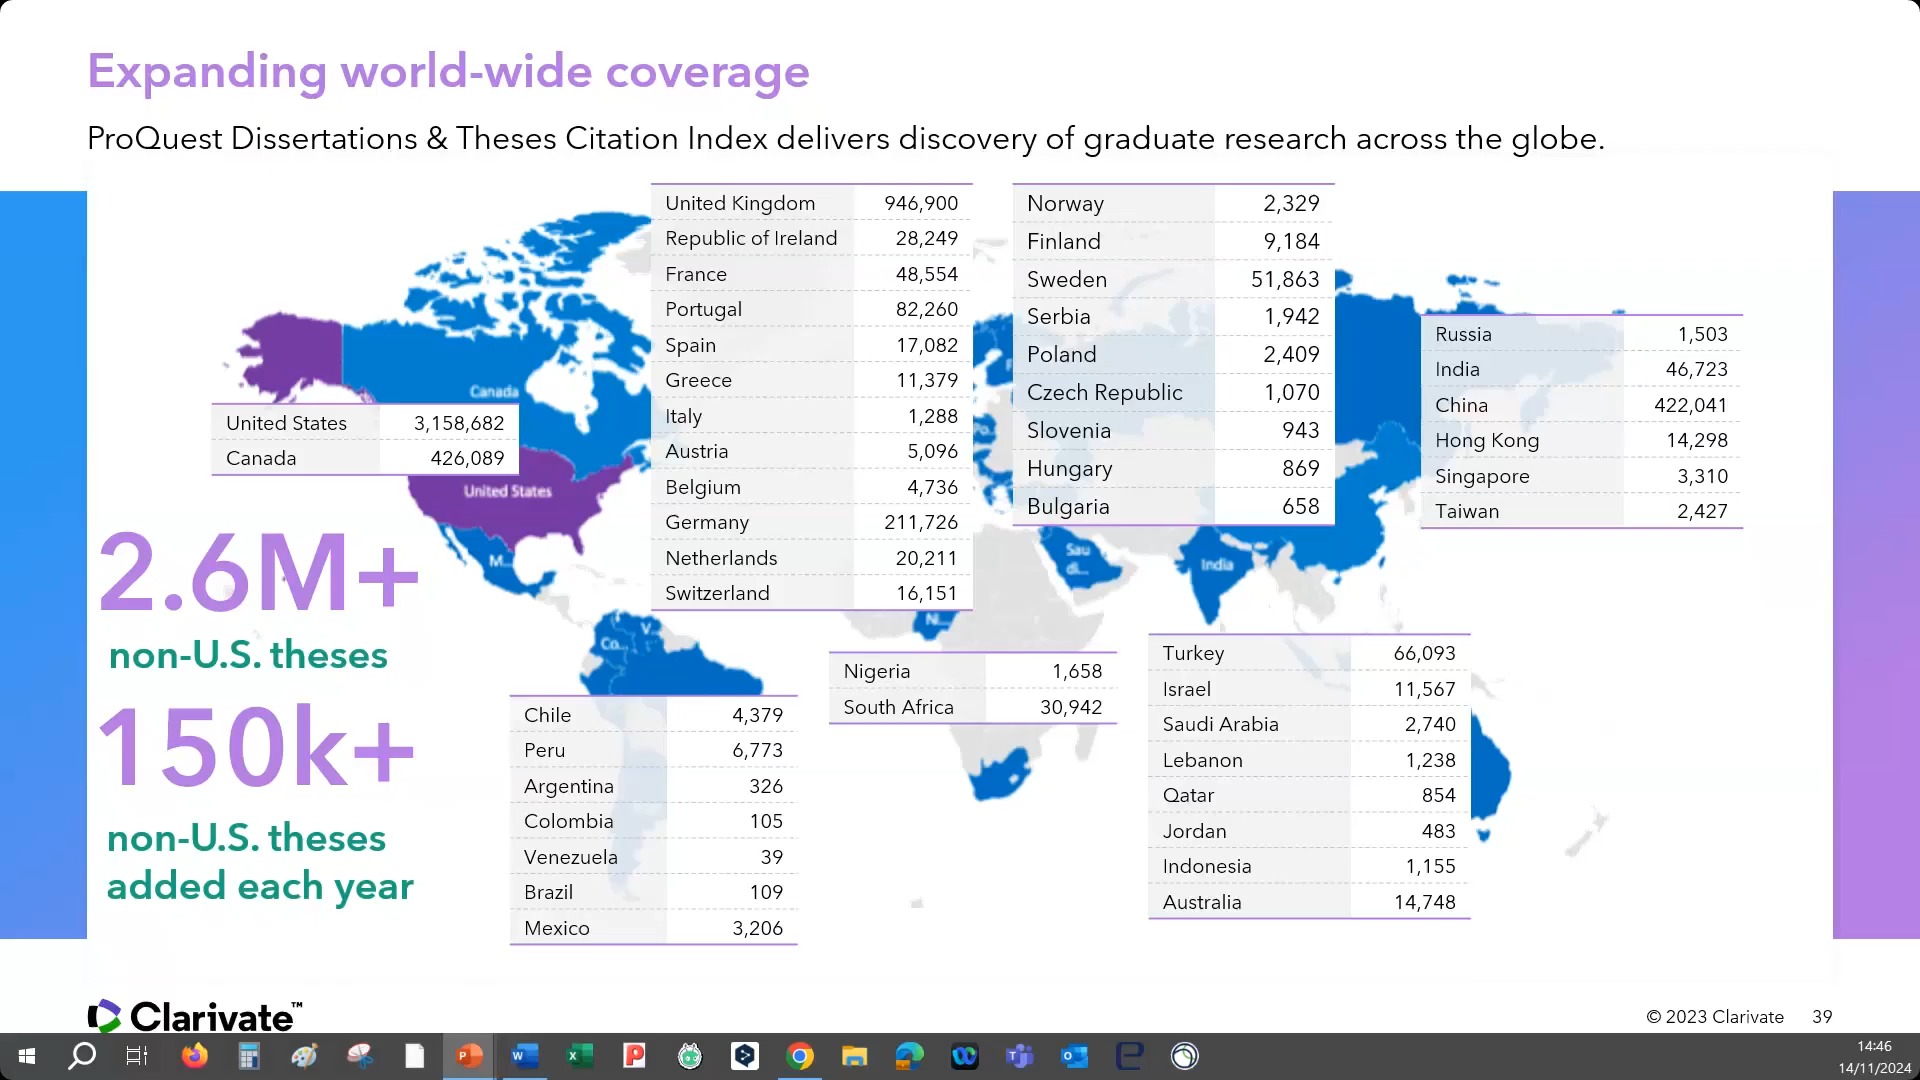 Expanding world-wide coverage
ProQuest Dissertations & Theses Citation Index delivers discovery of graduate research across the globe.
United States 3,158,682
Canada 426,089
Canada
United States
M...
Co...
V...
N...
Po...
Sau
di...
India
United Kingdom 946,900
Republic of Ireland 28,249
France 48,554
Portugal 82,260
Spain 17,082
Greece 11,379
Italy 1,288
Austria 5,096
Belgium 4,736
Germany 211,726
Netherlands 20,211
Switzerland 16,151
Norway 2,329
Finland 9,184
Sweden 51,863
Serbia 1,942
Poland 2,409
Czech Republic 1,070
Slovenia 943
Hungary 869
Bulgaria 658
Russia 1,503
India 46,723
China 422,041
Hong Kong 14,298
Singapore 3,310
Taiwan 2,427
2.6M+
non-U.S. theses
150k+
non-U.S. theses
added each year
Chile 4,379
Peru 6,773
Argentina 326
Colombia 105
Venezuela 39
Brazil 109
Mexico 3,206
Nigeria 1,658
South Africa 30,942
Turkey 66,093
Israel 11,567
Saudi Arabia 2,740
Lebanon 1,238
Qatar 854
Jordan 483
Indonesia 1,155
Australia 14,748
Clarivate™
© 2023 Clarivate 39
14:46
14/11/2024